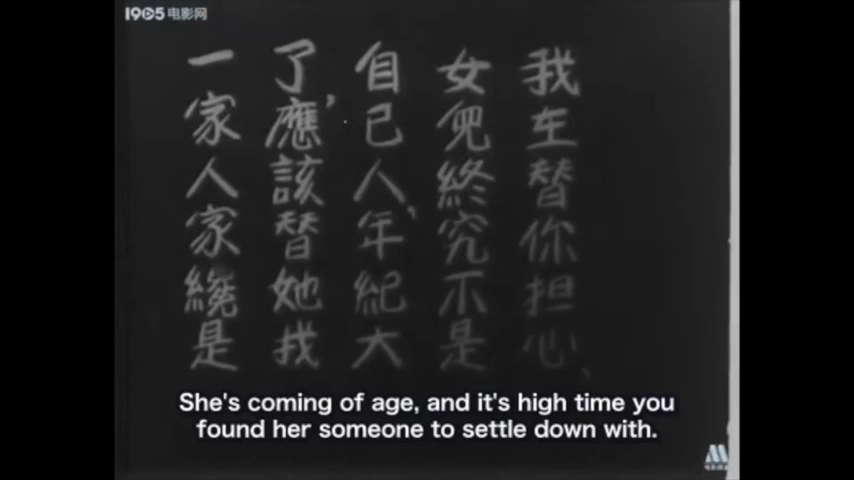 1905电影网
我在替你担心、
女兒終究不是
自己人，年紀大
了，應該替她找
一家人家纔是
She's coming of age, and it's high time you
found her someone to settle down with.